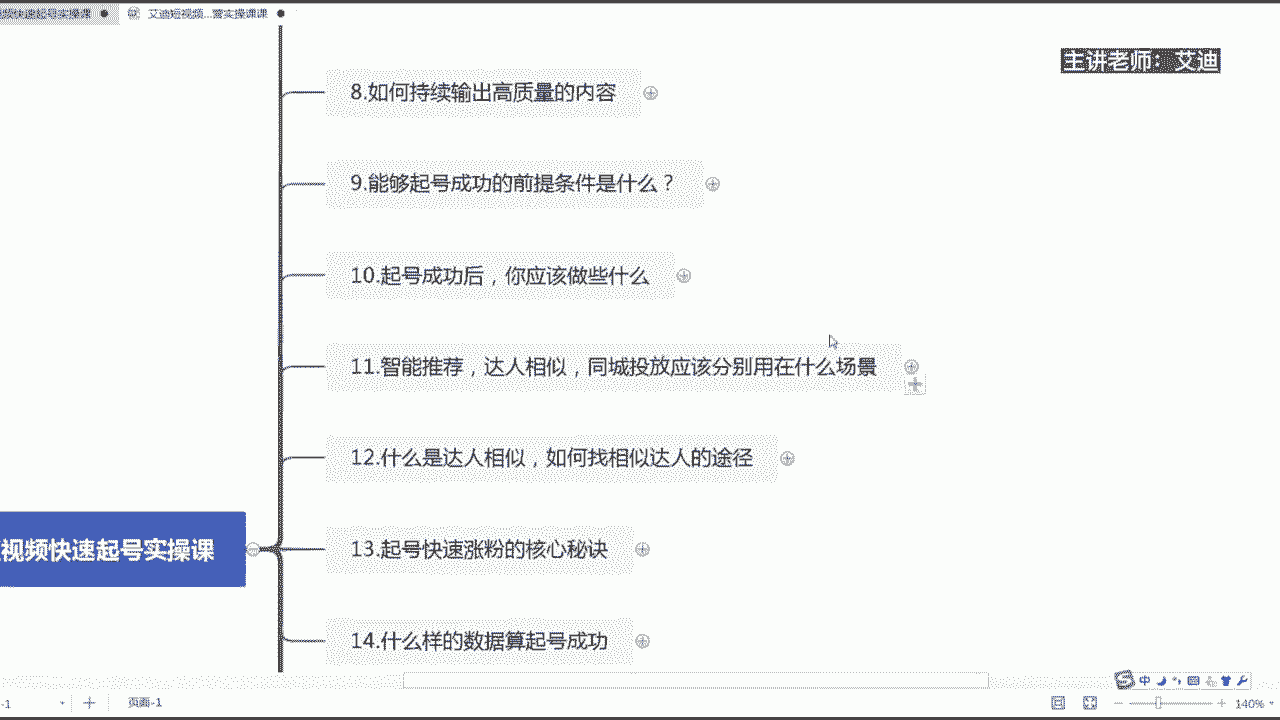 快速起号实操课
艾迪短视频...营实操课课
主讲老师：艾迪
8.如何持续输出高质量的内容
9.能够起号成功的前提条件是什么？
10.起号成功后，你应该做些什么
11.智能推荐，达人相似，同城投放应该分别用在什么场景
12.什么是达人相似，如何找相似达人的途径
视频快速起号实操课
13.起号快速涨粉的核心秘诀
14.什么样的数据算起号成功
中
-1
页面-1
140%